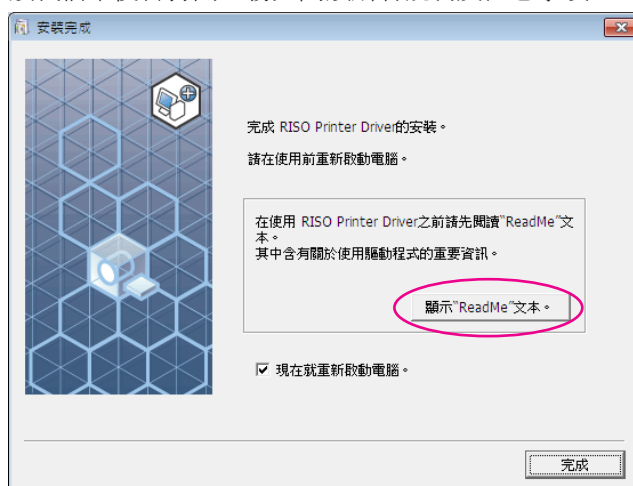 安裝完成
完成 RISO Printer Driver的安裝。
請在使用前重新啟動電腦。
在使用 RISO Printer Driver之前請先閱讀"ReadMe"文
本。
其中含有關於使用驅動程式的重要資訊。
顯示"ReadMe"文本。
現在就重新啟動電腦。
完成